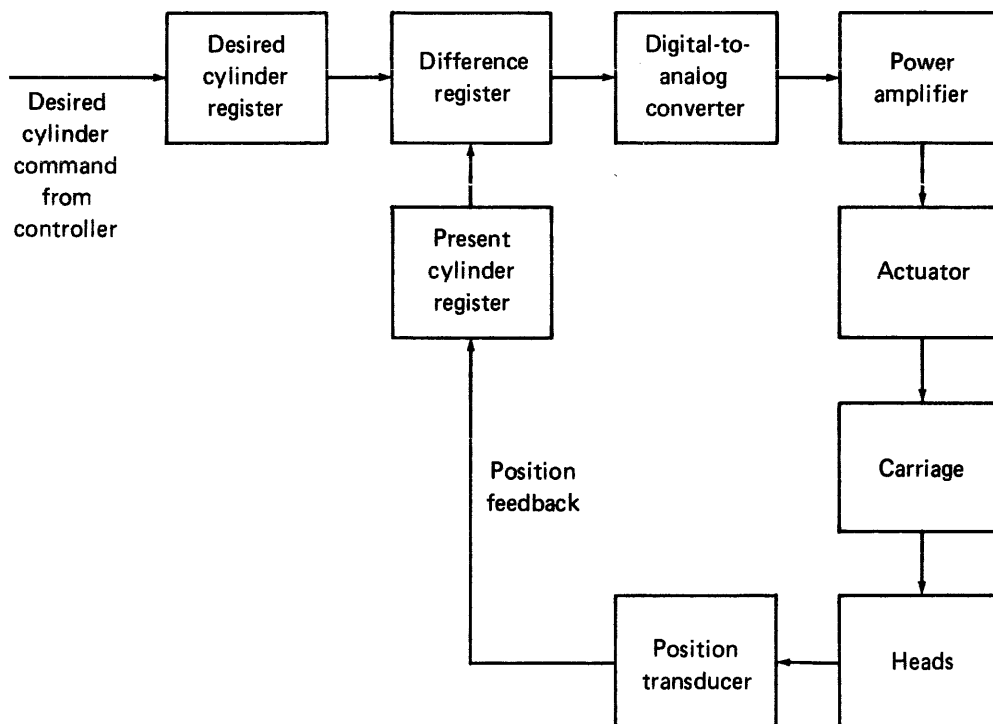 Desired
cylinder
register
Difference
register
Digital-to-
analog
converter
Power
amplifier
Desired
cylinder
command
from
controller
Present
cylinder
register
Actuator
Carriage
Position
feedback
Position
transducer
Heads